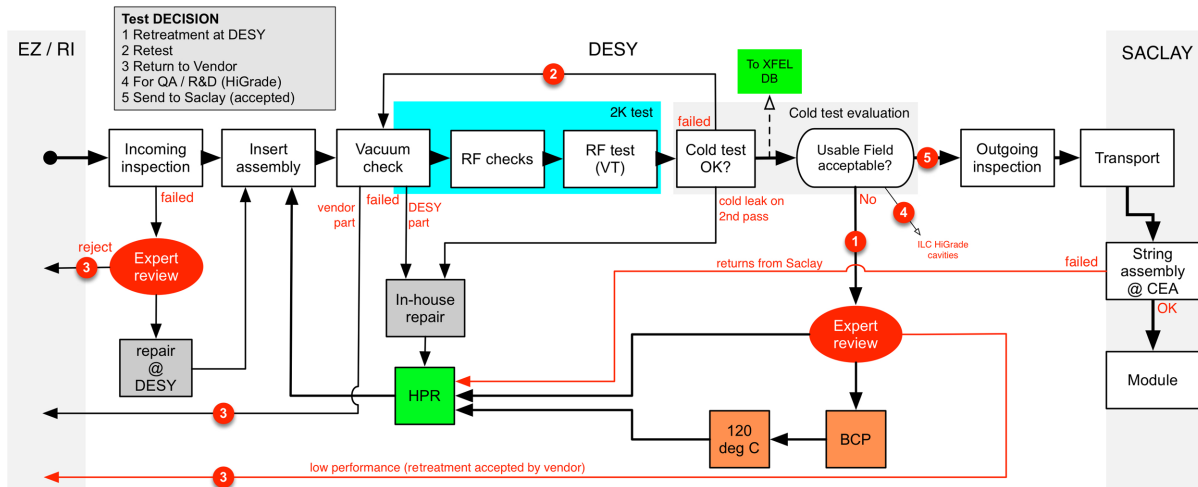 Test DECISION
1 Retreatment at DESY
2 Retest
3 Return to Vendor
4 For QA / R&D (HiGrade)
5 Send to Saclay (accepted)
EZ / RI
DESY
SACLAY
To XFEL
DB
2
2K test
failed
Cold test evaluation
Incoming
inspection
Insert
assembly
Vacuum
check
RF checks
RF test
(VT)
Cold test
OK?
Usable Field
acceptable?
5
Outgoing
inspection
Transport
failed
vendor
part
failed
DESY
part
cold leak on
2nd pass
No
4
ILC HiGrade
cavities
1
reject
3
Expert
review
returns from Saclay
failed
String
assembly
@ CEA
OK
In-house
repair
Expert
review
repair
@
DESY
HPR
Module
3
120
deg C
BCP
low performance (retreatment accepted by vendor)
3